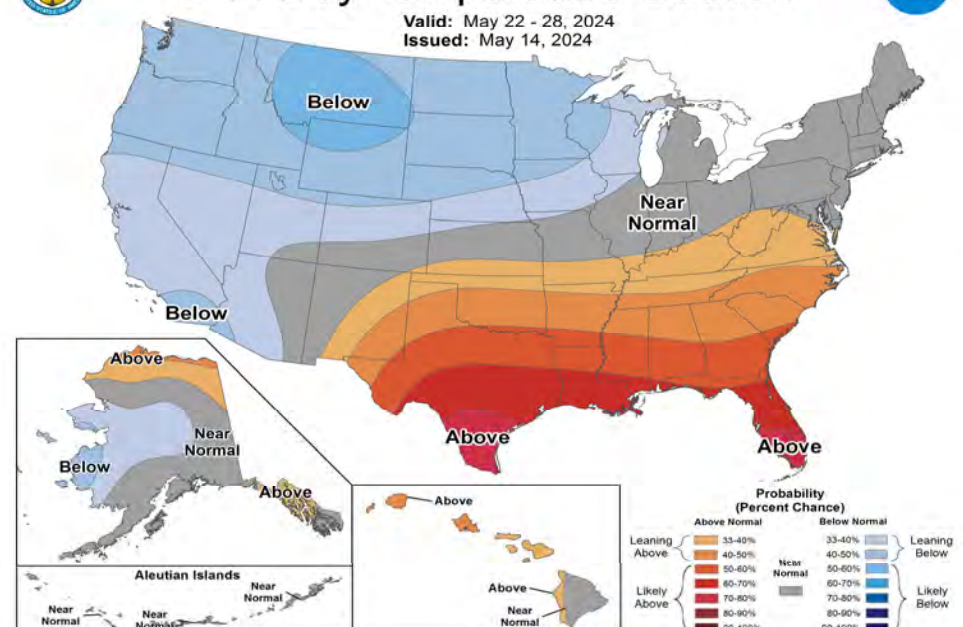 Valid: May 22 - 28, 2024
Issued: May 14, 2024
Below
Near
Normal
Below
Above
Above
Above
Near
Normal
Below
Above
Aleutian Islands
Near
Normal
Near
Near
Normal
Above
Above
Near
Normal
Probability
(Percent Chance)
Above Normal
Below Normal
Leaning
Above
33-40%
40-50%
Near
Normal
33-40%
40-50%
Leaning
Below
Likely
Above
50-60%
60-70%
70-80%
80-90%
50-60%
60-70%
70-80%
80-90%
Likely
Below